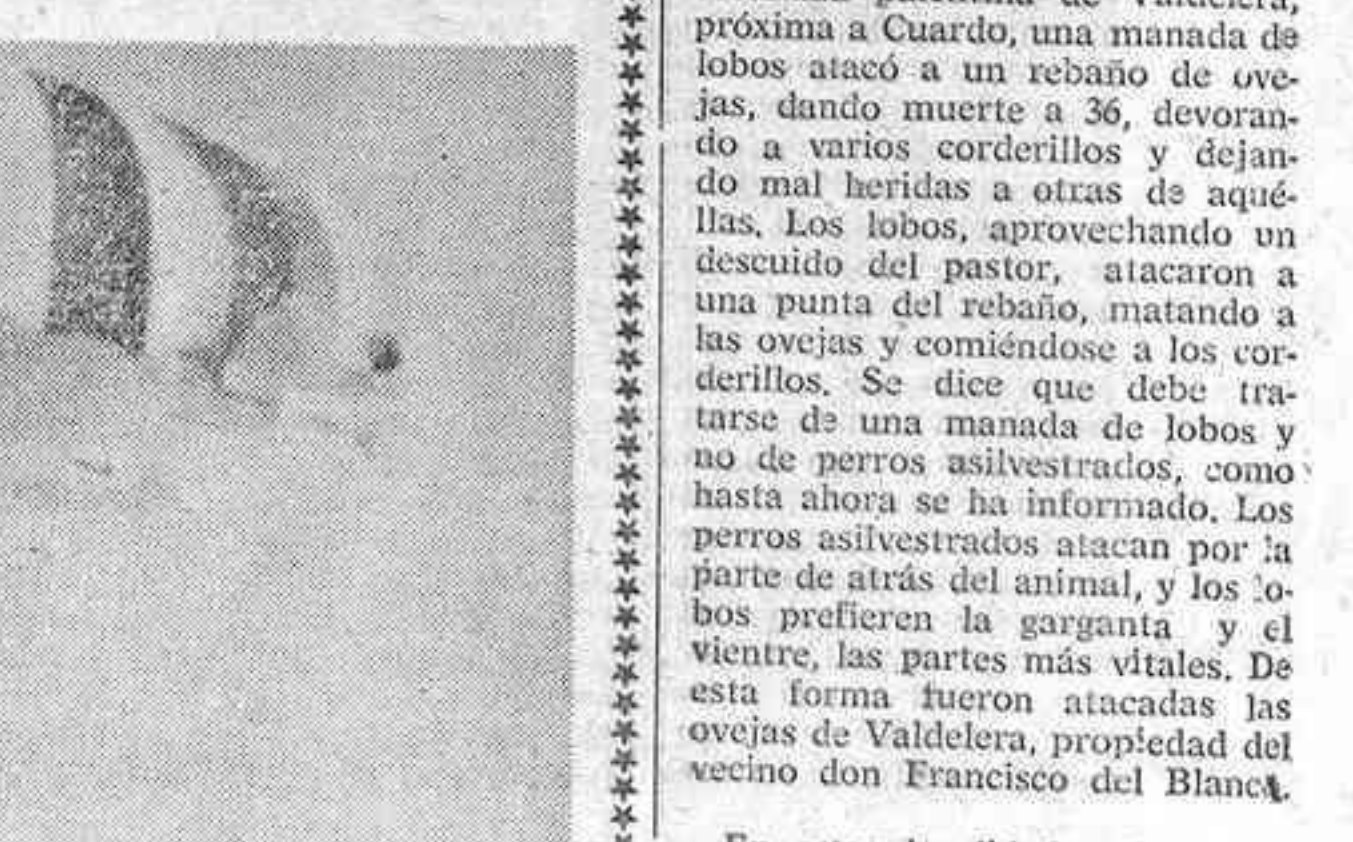 de Valdelera,
próxima a Cuardo, una manada de
lobos atacó a un rebaño de ove-
jas, dando muerte a 36, devoran-
do a varios corderillos y dejan-
do mal heridas a otras de aqué-
llas. Los lobos, aprovechando un
descuido del pastor, atacaron a
una punta del rebaño, matando a
las ovejas y comiéndose a los cor-
derillos. Se dice que debe tra-
tarse de una manada de lobos y
no de perros asilvestrados, como
hasta ahora se ha informado. Los
perros asilvestrados atacan por la
parte de atrás del animal, y los lo-
bos prefieren la garganta y el
vientre, las partes más vitales. De
esta forma fueron atacadas las
ovejas de Valdelera, propiedad del
vecino don Francisco del